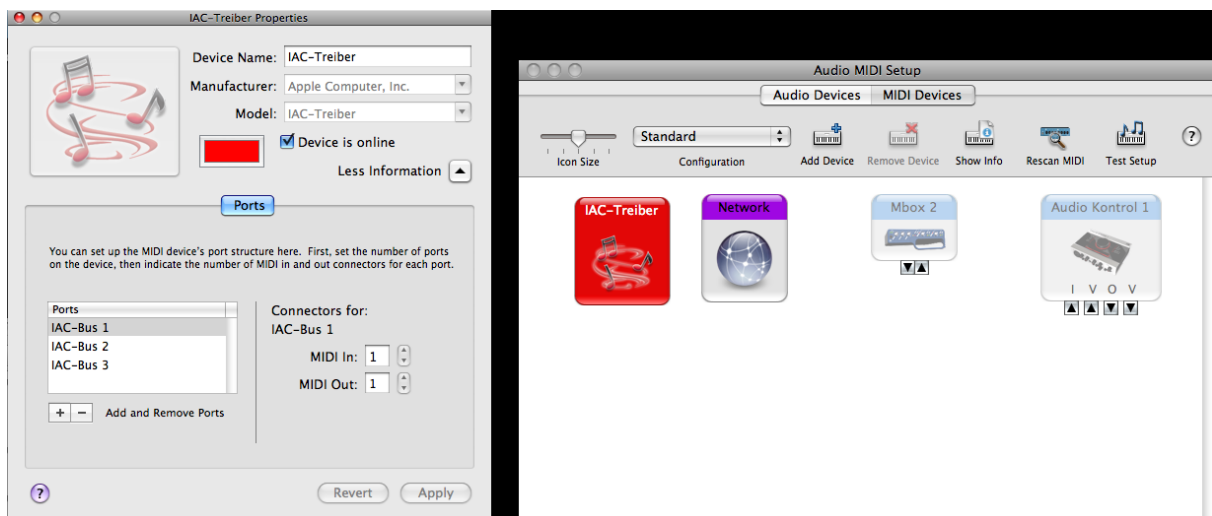 IAC-Treiber Properties
Device Name: IAC-Treiber
Manufacturer: Apple Computer, Inc.
Model: IAC-Treiber
Device is online
Less Information
Ports
You can set up the MIDI device's port structure here. First, set the number of ports
on the device, then indicate the number of MIDI in and out connectors for each port.
Ports
IAC-Bus 1
IAC-Bus 2
IAC-Bus 3
+ - Add and Remove Ports
Connectors for:
IAC-Bus 1
MIDI In: 1
MIDI Out: 1
? Revert Apply
Audio MIDI Setup
Audio Devices MIDI Devices
Icon Size
Standard
Configuration
Add Device Remove Device Show Info Rescan MIDI Test Setup ?
IAC-Treiber Network Mbox 2 Audio Kontrol 1
I V O V